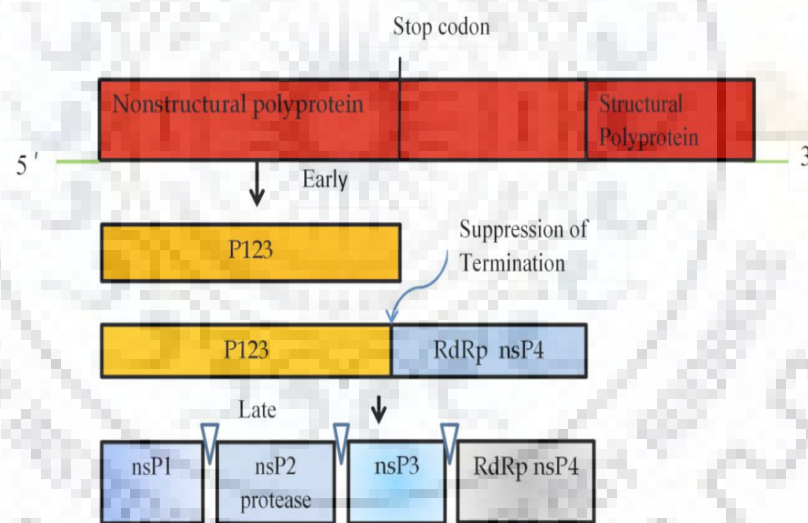 Stop codon
Nonstructural polyprotein
Structural
Polyprotein
5 '
3
Early
P123
Suppression of
Termination
P123
RdRp nsP4
Late
nsP1
nsP2
protease
nsP3
RdRp nsP4